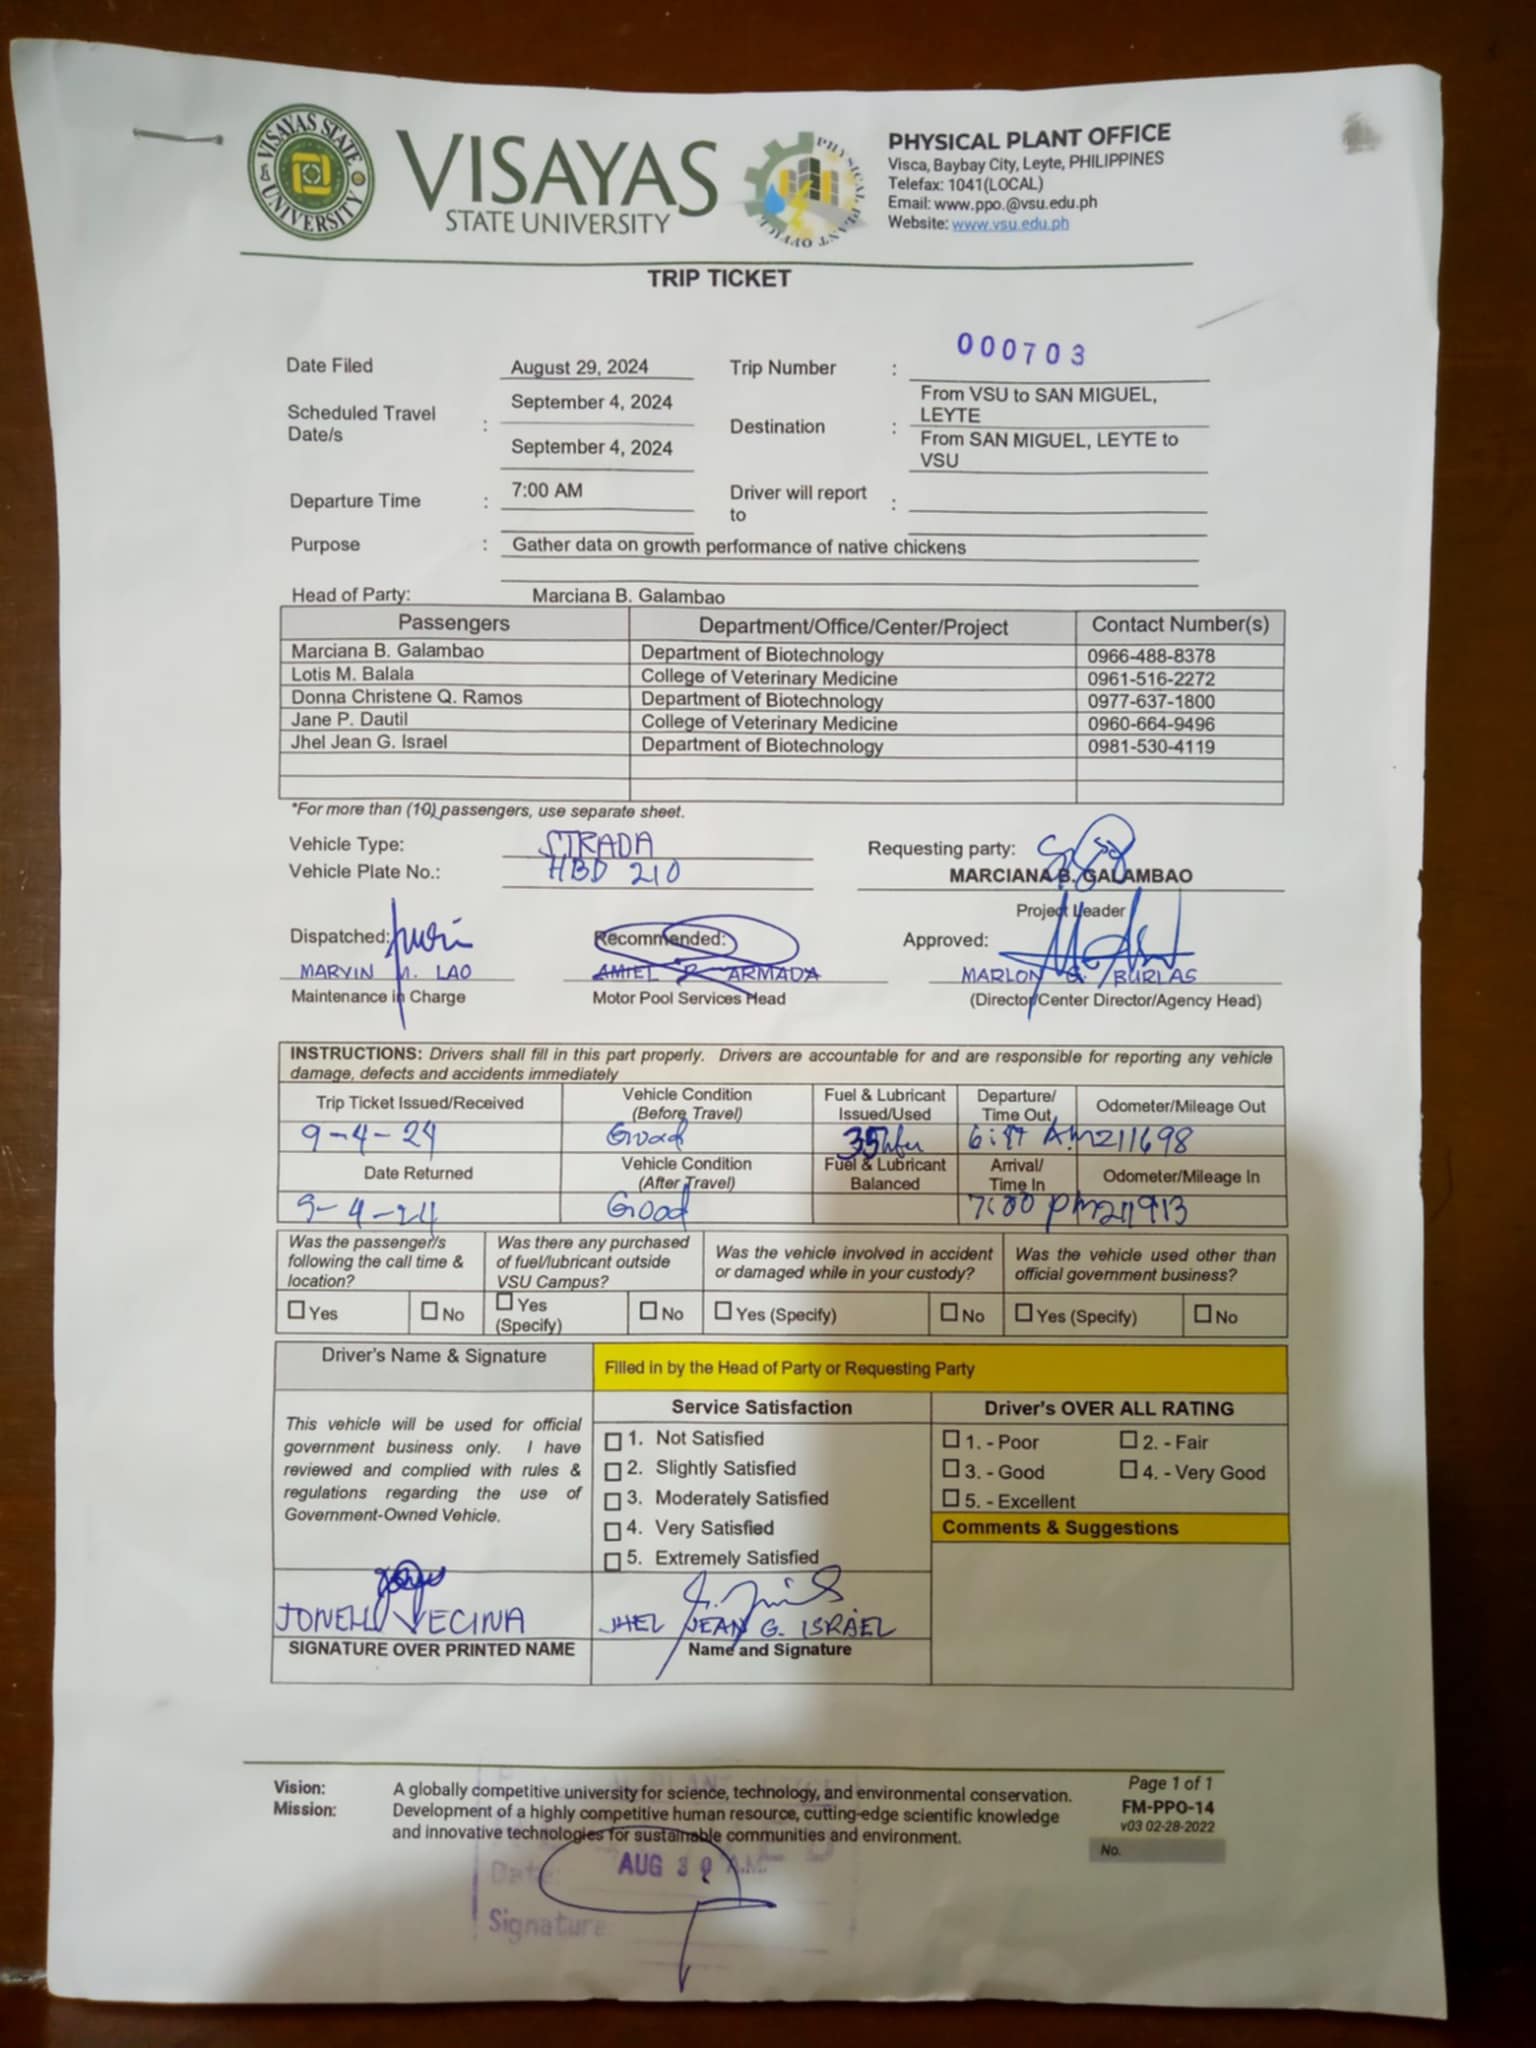 VISAYAS STATE UNIVERSITY
VISAYAS
STATE UNIVERSITY
PHYSICAL PLANT OFFICE
PHYSICAL PLANT OFFICE
Visca, Baybay City, Leyte, PHILIPPINES
Telefax: 1041(LOCAL)
Email: www.ppo.@vsu.edu.ph
Website: www.vsu.edu.ph
TRIP TICKET
Date Filed August 29, 2024 Trip Number : 000703
Scheduled Travel Date/s : September 4, 2024 Destination : From VSU to SAN MIGUEL, LEYTE
September 4, 2024 From SAN MIGUEL, LEYTE to VSU
Departure Time : 7:00 AM Driver will report to :
Purpose : Gather data on growth performance of native chickens
Head of Party: Marciana B. Galambao
Passengers Department/Office/Center/Project Contact Number(s)
Marciana B. Galambao Department of Biotechnology 0966-488-8378
Lotis M. Balala College of Veterinary Medicine 0961-516-2272
Donna Christene Q. Ramos Department of Biotechnology 0977-637-1800
Jane P. Dautil College of Veterinary Medicine 0960-664-9496
Jhel Jean G. Israel Department of Biotechnology 0981-530-4119
*For more than (10) passengers, use separate sheet.
Vehicle Type: STRADA Requesting party:
Vehicle Plate No.: HBD 210 MARCIANA B. GALAMBAO
Project Leader
Dispatched: Recommended: Approved:
MARVIN M. LAO AMIEL R. ARMADA MARLON G. BURLAS
Maintenance in Charge Motor Pool Services Head (Director/Center Director/Agency Head)
INSTRUCTIONS: Drivers shall fill in this part properly. Drivers are accountable for and are responsible for reporting any vehicle
damage, defects and accidents immediately
Trip Ticket Issued/Received Vehicle Condition (Before Travel) Fuel & Lubricant Issued/Used Departure/ Time Out Odometer/Mileage Out
9-4-24 Good 35 AM 211698
Date Returned Vehicle Condition (After Travel) Fuel & Lubricant Balanced Arrival/ Time In Odometer/Mileage In
9-4-24 Good 7:00 PM 211913
Was the passenger/s following the call time & location? Was there any purchased of fuel/lubricant outside VSU Campus? Was the vehicle involved in accident or damaged while in your custody? Was the vehicle used other than official government business?
Yes No Yes (Specify) No Yes (Specify) No Yes (Specify) No
Driver's Name & Signature Filled in by the Head of Party or Requesting Party
Service Satisfaction Driver's OVER ALL RATING
This vehicle will be used for official
government business only. I have
reviewed and complied with rules &
regulations regarding the use of
Government-Owned Vehicle.
1. Not Satisfied
2. Slightly Satisfied
3. Moderately Satisfied
4. Very Satisfied
5. Extremely Satisfied
1. - Poor 2. - Fair
3. - Good 4. - Very Good
5. - Excellent
Comments & Suggestions
JONELL VECINA JHEL JEAN G. ISRAEL
SIGNATURE OVER PRINTED NAME Name and Signature
Vision: A globally competitive university for science, technology, and environmental conservation.
Mission: Development of a highly competitive human resource, cutting-edge scientific knowledge
and innovative technologies for sustainable communities and environment.
Page 1 of 1
FM-PPO-14
v03 02-28-2022
No.
Date: AUG 30
Signature